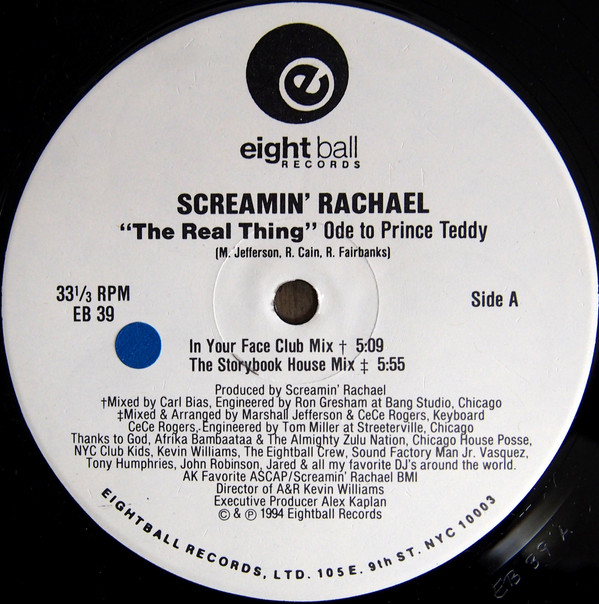 e
eight ball
RECORDS
SCREAMIN' RACHAEL
"The Real Thing" Ode to Prince Teddy
(M. Jefferson, R. Cain, R. Fairbanks)
33 1/3 RPM
EB 39
Side A
In Your Face Club Mix † 5:09
The Storybook House Mix ‡ 5:55
Produced by Screamin' Rachael
†Mixed by Carl Bias, Engineered by Ron Gresham at Bang Studio, Chicago
‡Mixed & Arranged by Marshall Jefferson & CeCe Rogers, Keyboard
CeCe Rogers, Engineered by Tom Miller at Streeterville, Chicago
Thanks to God, Afrika Bambaataa & The Almighty Zulu Nation, Chicago House Posse,
NYC Club Kids, Kevin Williams, The Eightball Crew, Sound Factory Man Jr. Vasquez,
Tony Humphries, John Robinson, Jared & all my favorite DJ's around the world.
AK Favorite ASCAP/Screamin' Rachael BMI
Director of A&R Kevin Williams
Executive Producer Alex Kaplan
© & ℗ 1994 Eightball Records
EIGHTBALL RECORDS, LTD. 105 E. 9th ST. NYC 10003
EB 39 A